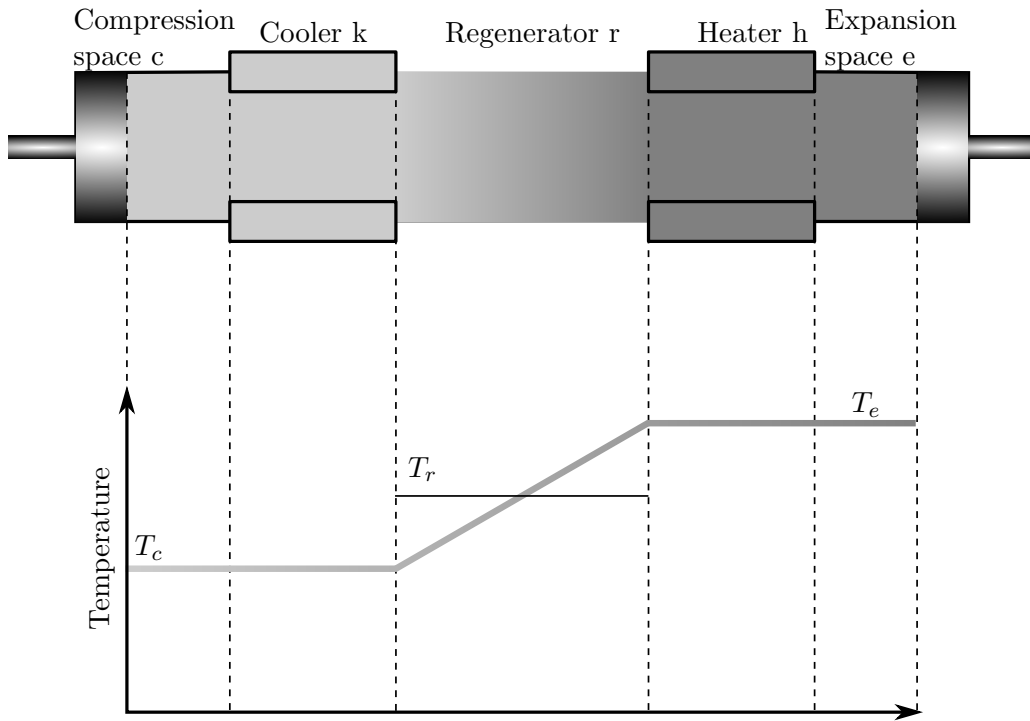 Compression
space c
Cooler k
Regenerator r
Heater h
Expansion
space e
T_e
T_r
T_c
Temperature